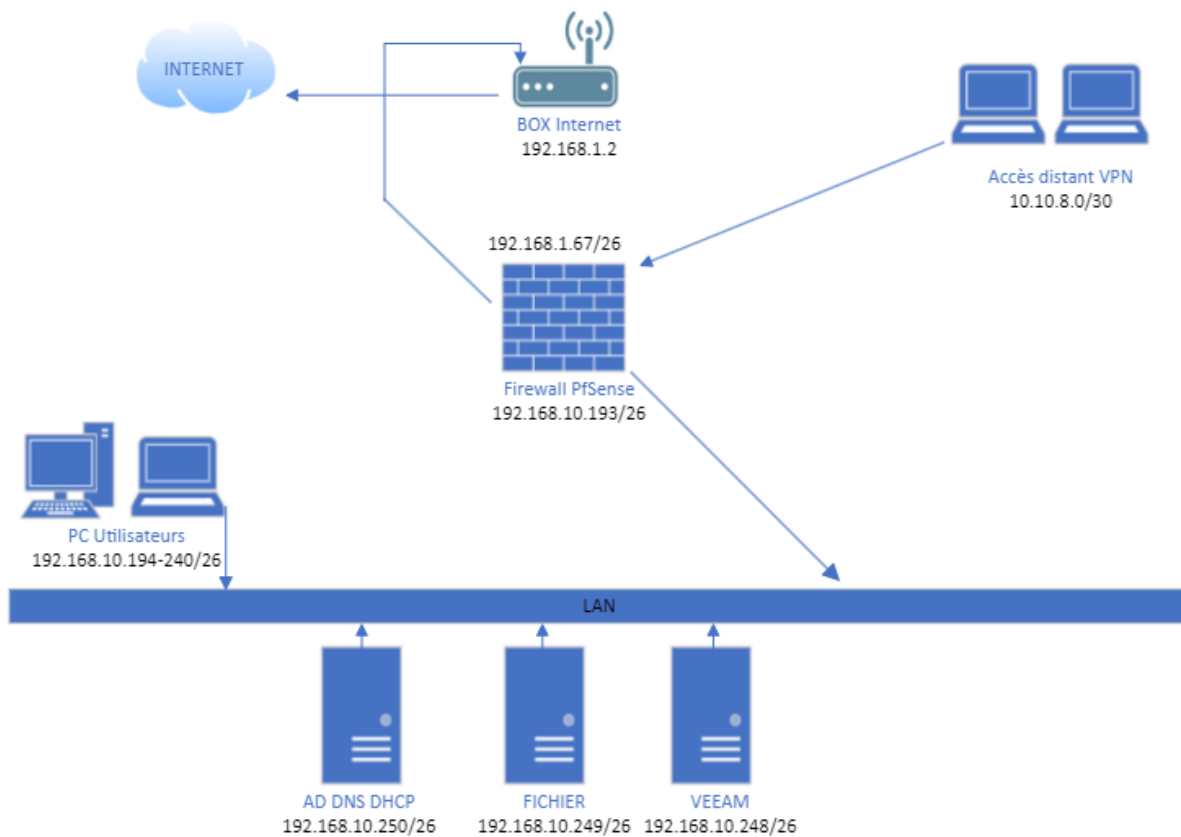 INTERNET
BOX Internet
192.168.1.2
Accès distant VPN
10.10.8.0/30
192.168.1.67/26
Firewall PfSense
192.168.10.193/26
PC Utilisateurs
192.168.10.194-240/26
LAN
AD DNS DHCP
192.168.10.250/26
FICHIER
192.168.10.249/26
VEEAM
192.168.10.248/26